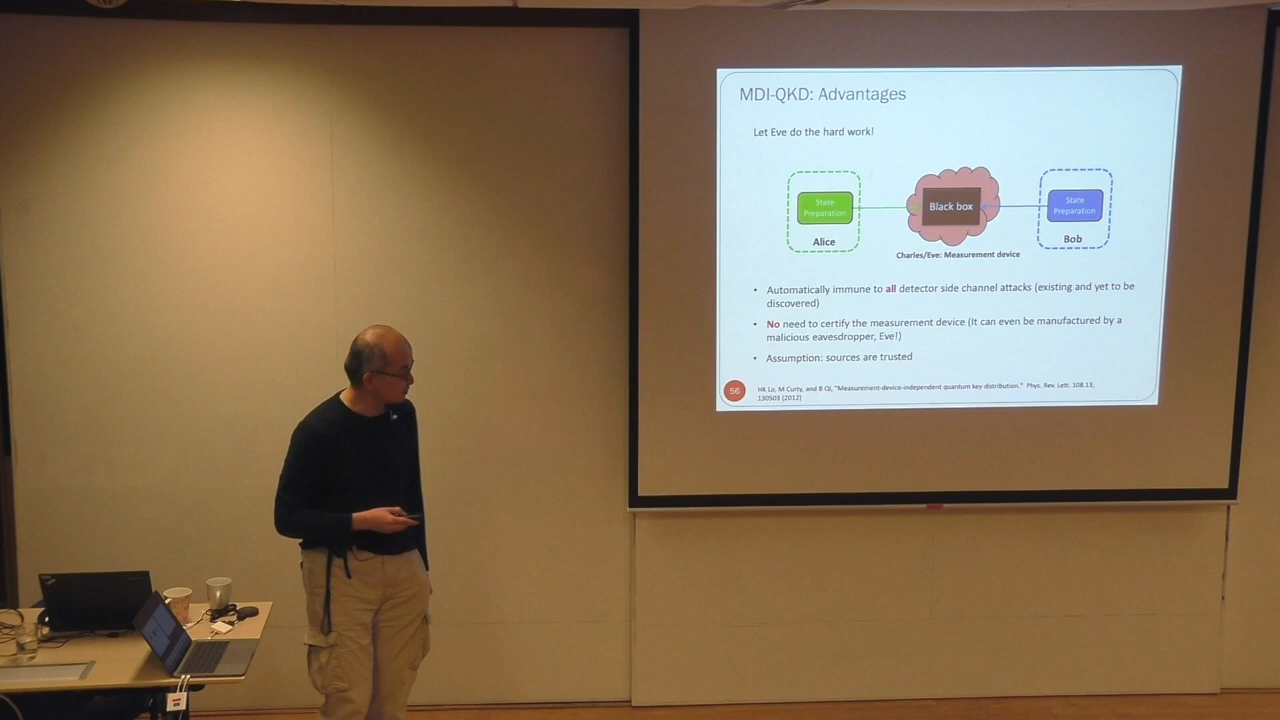 MDI-QKD: Advantages
Let Eve do the hard work!
State
Preparation
Alice
Black box
Charles/Eve: Measurement device
State
Preparation
Bob
• Automatically immune to all detector side channel attacks (existing and yet to be
discovered)
• No need to certify the measurement device (It can even be manufactured by a
malicious eavesdropper, Eve!)
• Assumption: sources are trusted
56
HK Lo, M Curty, and B Qi, "Measurement-device-independent quantum key distribution." Phys. Rev. Lett. 108.13,
130503 (2012)